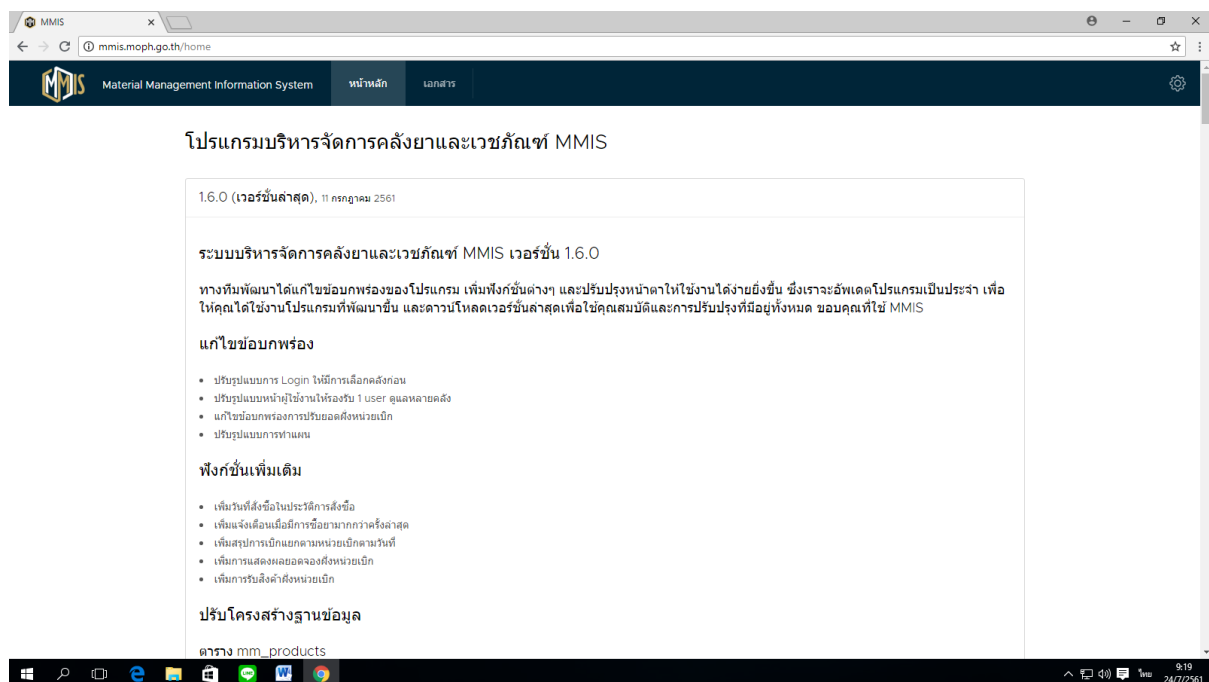 MMIS
mmis.moph.go.th/home
MMIS Material Management Information System หน้าหลัก เอกสาร
โปรแกรมบริหารจัดการคลังยาและเวชภัณฑ์ MMIS
1.6.0 (เวอร์ชั่นล่าสุด), 11 กรกฎาคม 2561
ระบบบริหารจัดการคลังยาและเวชภัณฑ์ MMIS เวอร์ชั่น 1.6.0
ทางทีมพัฒนาได้แก้ไขข้อบกพร่องของโปรแกรม เพิ่มฟังก์ชั่นต่างๆ และปรับปรุงหน้าตาให้ใช้งานได้ง่ายยิ่งขึ้น ซึ่งเราจะอัพเดตโปรแกรมเป็นประจำ เพื่อ
ให้คุณได้ใช้งานโปรแกรมที่พัฒนาขึ้น และดาวน์โหลดเวอร์ชั่นล่าสุดเพื่อใช้คุณสมบัติและการปรับปรุงที่มีอยู่ทั้งหมด ขอบคุณที่ใช้ MMIS
แก้ไขข้อบกพร่อง
• ปรับรูปแบบการ Login ให้มีการเลือกคลังก่อน
• ปรับรูปแบบหน้าผู้ใช้งานให้รองรับ 1 user ดูแลหลายคลัง
• แก้ไขข้อบกพร่องการปรับยอดฝั่งหน่วยเบิก
• ปรับรูปแบบการทำแผน
ฟังก์ชั่นเพิ่มเติม
• เพิ่มวันที่สั่งซื้อในประวัติการสั่งซื้อ
• เพิ่มแจ้งเตือนเมื่อมีการซื้อยามากกว่าครั้งล่าสุด
• เพิ่มสรุปการเบิกแยกตามหน่วยเบิกตามวันที่
• เพิ่มการแสดงผลยอดจองฝั่งหน่วยเบิก
• เพิ่มการรับสิ่งค้าฝั่งหน่วยเบิก
ปรับโครงสร้างฐานข้อมูล
ตาราง mm_products
ไทย
9:19
24/7/2561